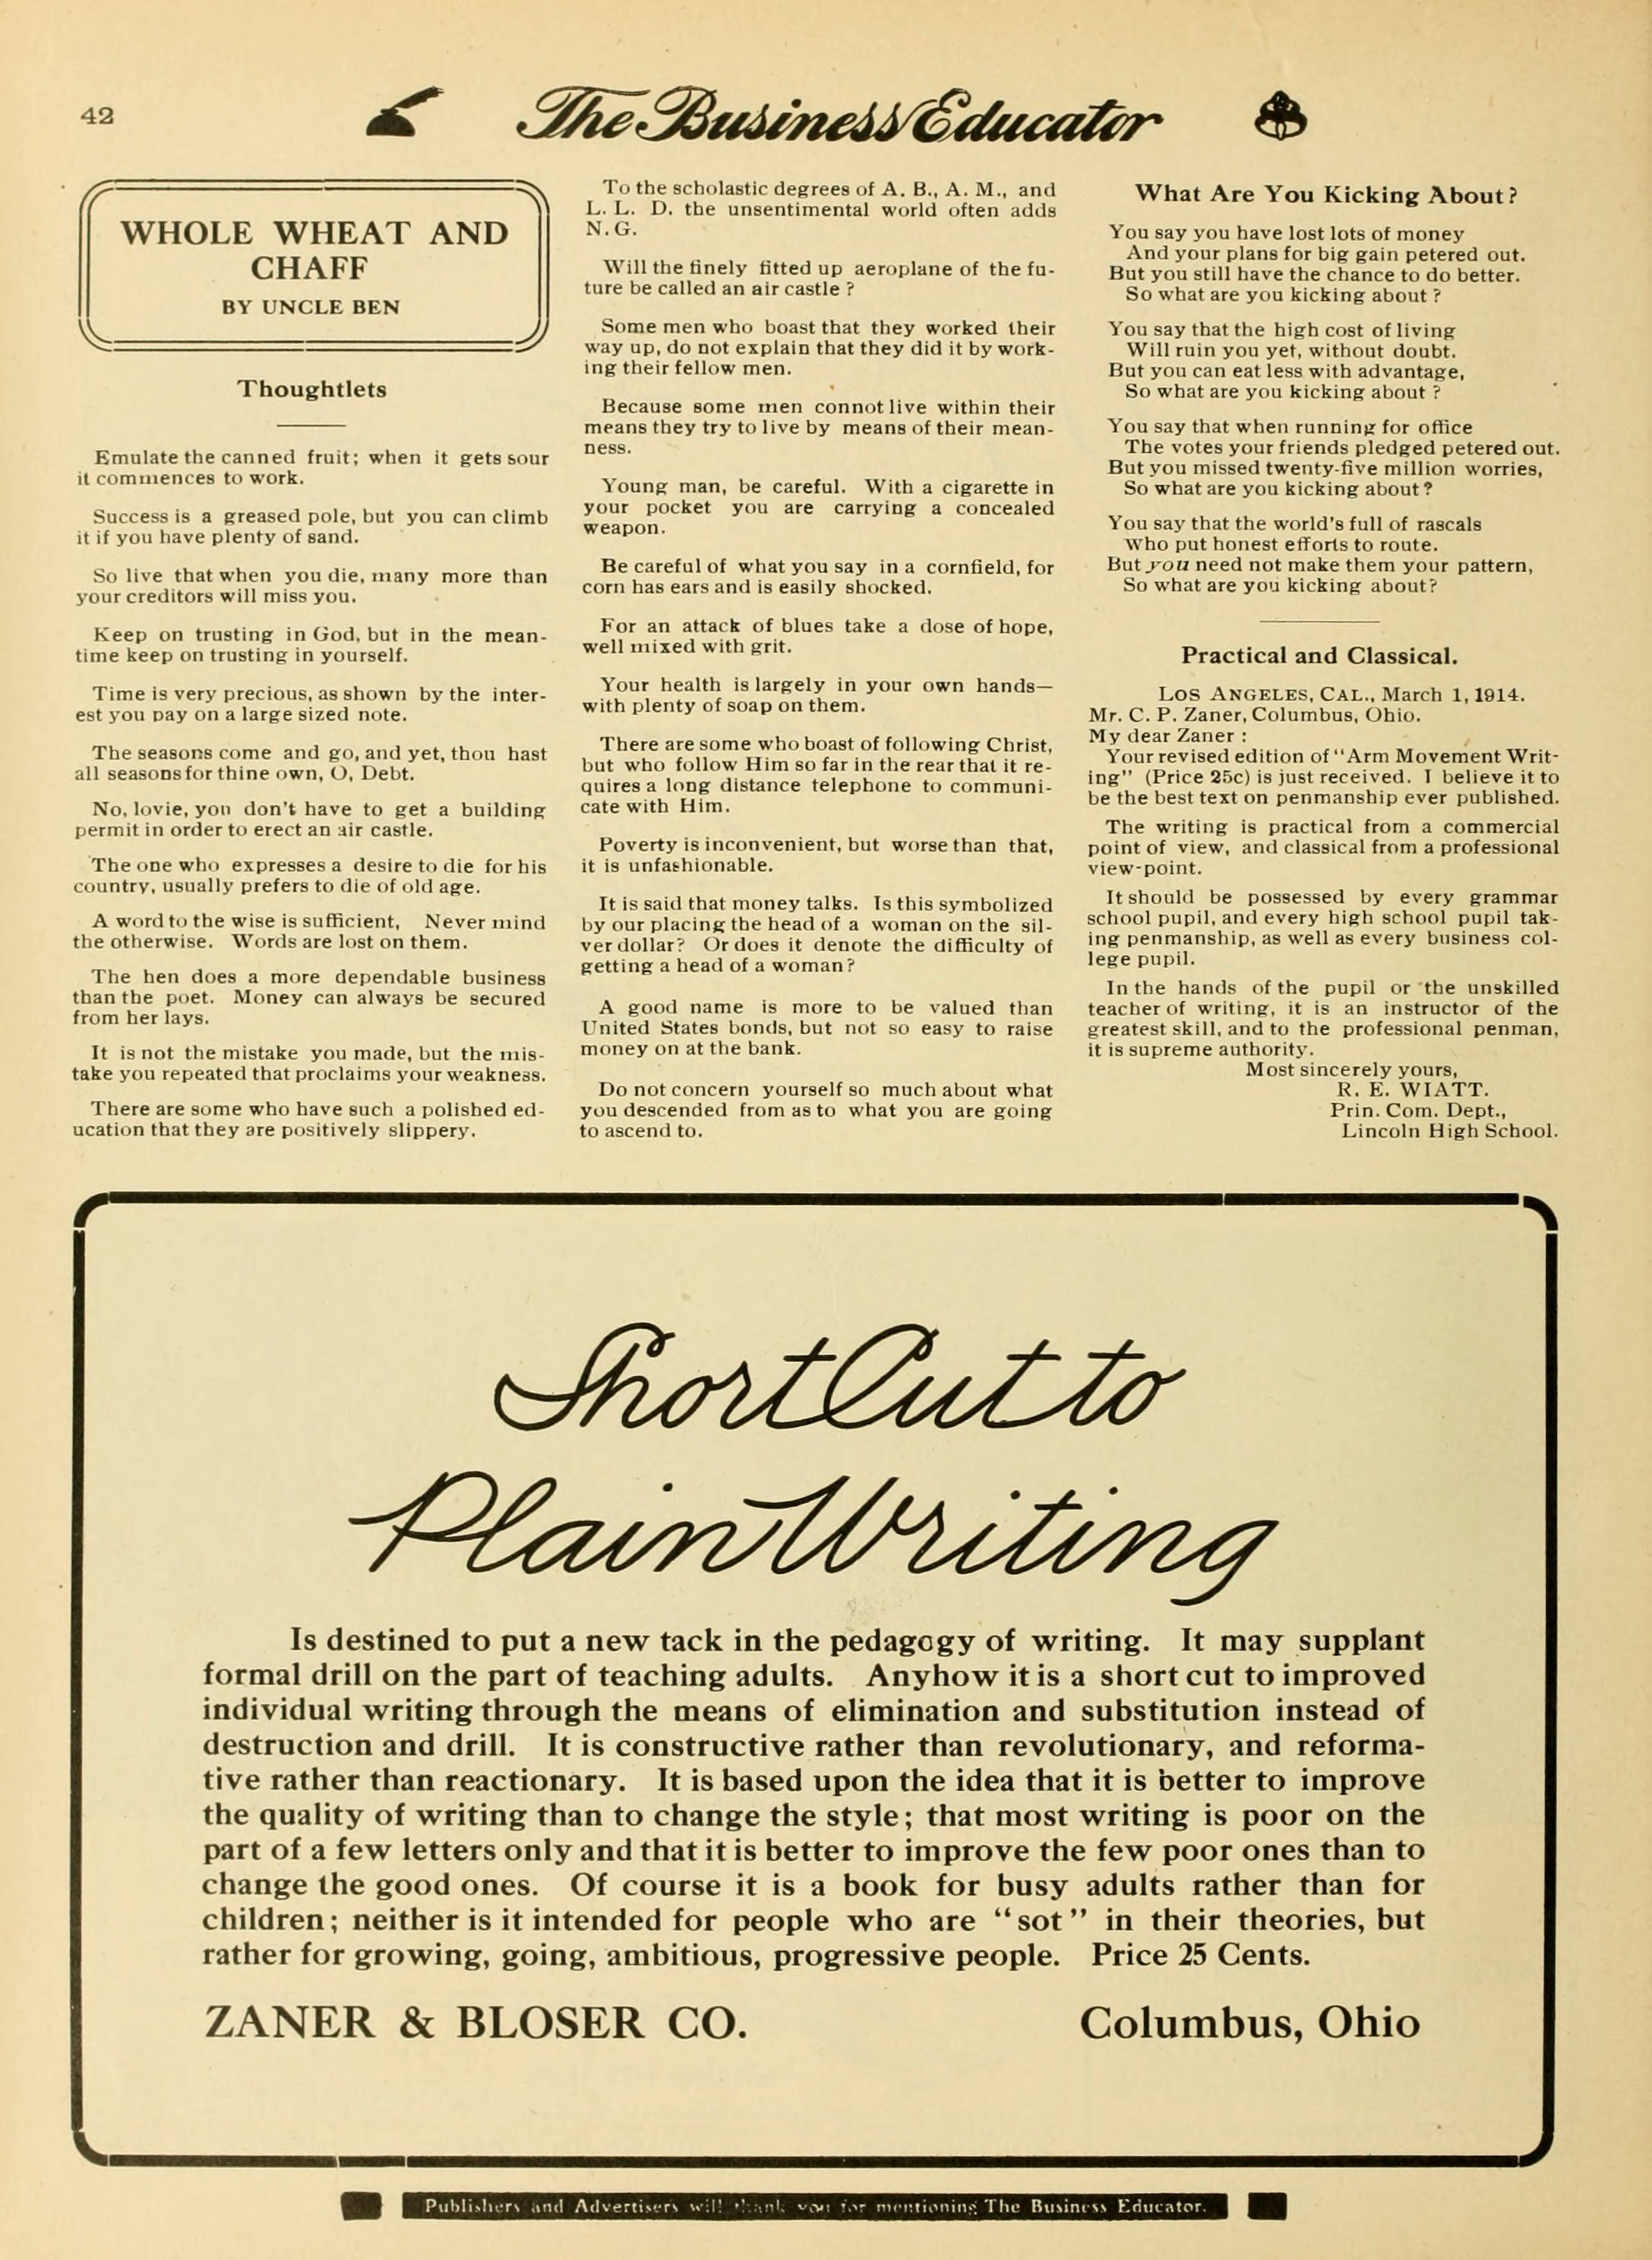 42
The Business Educator
WHOLE WHEAT AND
CHAFF
BY UNCLE BEN
Thoughtlets
Emulate the canned fruit; when it gets sour
it commences to work.
Success is a greased pole, but you can climb
it if you have plenty of sand.
So live that when you die, many more than
your creditors will miss you.
Keep on trusting in God, but in the mean-
time keep on trusting in yourself.
Time is very precious, as shown by the inter-
est you pay on a large sized note.
The seasons come and go, and yet, thou hast
all seasons for thine own, O, Debt.
No, lovie, you don't have to get a building
permit in order to erect an air castle.
The one who expresses a desire to die for his
country, usually prefers to die of old age.
A word to the wise is sufficient, Never mind
the otherwise. Words are lost on them.
The hen does a more dependable business
than the poet. Money can always be secured
from her lays.
It is not the mistake you made, but the mis-
take you repeated that proclaims your weakness.
There are some who have such a polished ed-
ucation that they are positively slippery.
To the scholastic degrees of A. B., A. M., and
L. L. D. the unsentimental world often adds
N. G.
Will the finely fitted up aeroplane of the fu-
ture be called an air castle ?
Some men who boast that they worked their
way up, do not explain that they did it by work-
ing their fellow men.
Because some men connot live within their
means they try to live by means of their mean-
ness.
Young man, be careful. With a cigarette in
your pocket you are carrying a concealed
weapon.
Be careful of what you say in a cornfield, for
corn has ears and is easily shocked.
For an attack of blues take a dose of hope,
well mixed with grit.
Your health is largely in your own hands—
with plenty of soap on them.
There are some who boast of following Christ,
but who follow Him so far in the rear that it re-
quires a long distance telephone to communi-
cate with Him.
Poverty is inconvenient, but worse than that,
it is unfashionable.
It is said that money talks. Is this symbolized
by our placing the head of a woman on the sil-
ver dollar? Or does it denote the difficulty of
getting a head of a woman?
A good name is more to be valued than
United States bonds, but not so easy to raise
money on at the bank.
Do not concern yourself so much about what
you descended from as to what you are going
to ascend to.
What Are You Kicking About?
You say you have lost lots of money
And your plans for big gain petered out.
But you still have the chance to do better.
So what are you kicking about ?
You say that the high cost of living
Will ruin you yet, without doubt.
But you can eat less with advantage,
So what are you kicking about ?
You say that when running for office
The votes your friends pledged petered out.
But you missed twenty-five million worries,
So what are you kicking about?
You say that the world's full of rascals
Who put honest efforts to route.
But you need not make them your pattern,
So what are you kicking about?
Practical and Classical.
LOS ANGELES, CAL., March 1, 1914.
Mr. C. P. Zaner, Columbus, Ohio.
My dear Zaner :
Your revised edition of "Arm Movement Writ-
ing" (Price 25c) is just received. I believe it to
be the best text on penmanship ever published.
The writing is practical from a commercial
point of view, and classical from a professional
view-point.
It should be possessed by every grammar
school pupil, and every high school pupil tak-
ing penmanship, as well as every business col-
lege pupil.
In the hands of the pupil or the unskilled
teacher of writing, it is an instructor of the
greatest skill, and to the professional penman,
it is supreme authority.
Most sincerely yours,
R. E. WIATT.
Prin. Com. Dept.,
Lincoln High School.
Short Cut to
Plain Writing
Is destined to put a new tack in the pedagogy of writing. It may supplant
formal drill on the part of teaching adults. Anyhow it is a short cut to improved
individual writing through the means of elimination and substitution instead of
destruction and drill. It is constructive rather than revolutionary, and reforma-
tive rather than reactionary. It is based upon the idea that it is better to improve
the quality of writing than to change the style; that most writing is poor on the
part of a few letters only and that it is better to improve the few poor ones than to
change the good ones. Of course it is a book for busy adults rather than for
children; neither is it intended for people who are "sot" in their theories, but
rather for growing, going, ambitious, progressive people. Price 25 Cents.
ZANER & BLOSER CO. Columbus, Ohio
Publishers and Advertisers will thank you for mentioning The Business Educator.